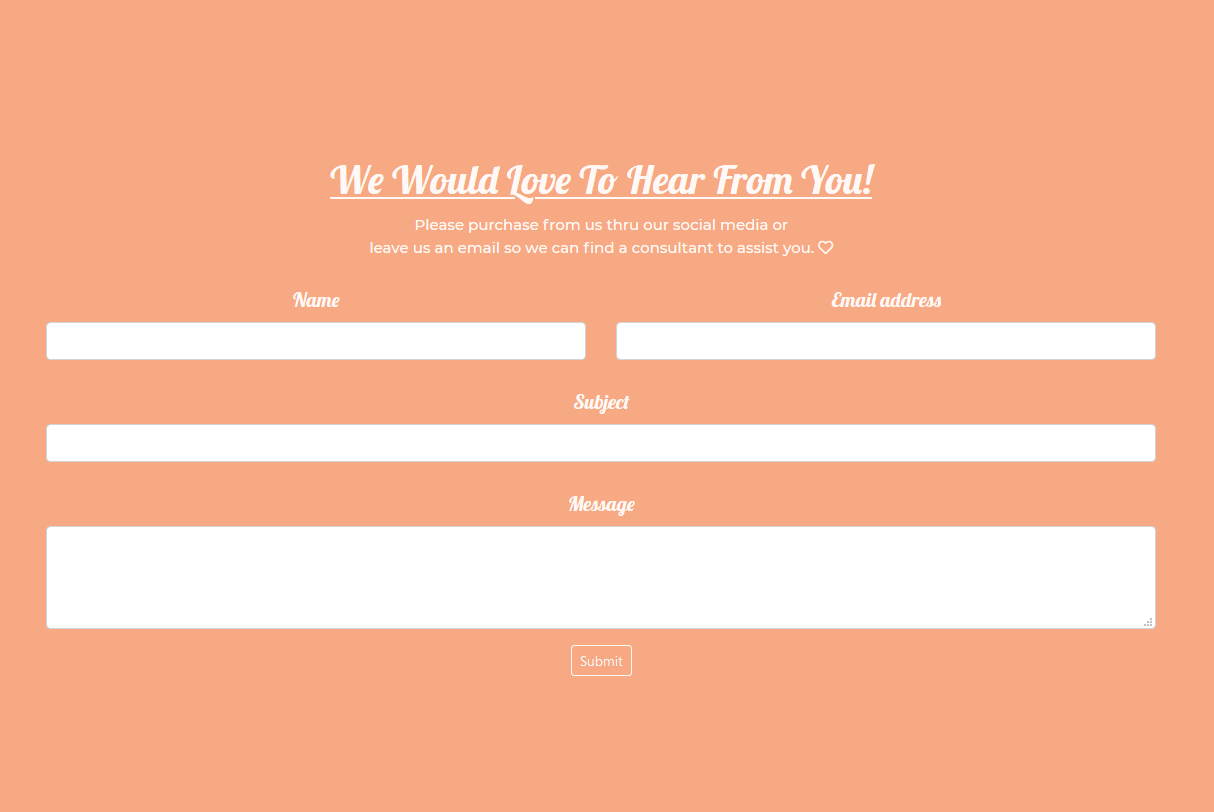 We Would Love To Hear From You!
Please purchase from us thru our social media or
leave us an email so we can find a consultant to assist you. ♡
Name
Email address
Subject
Message
Submit